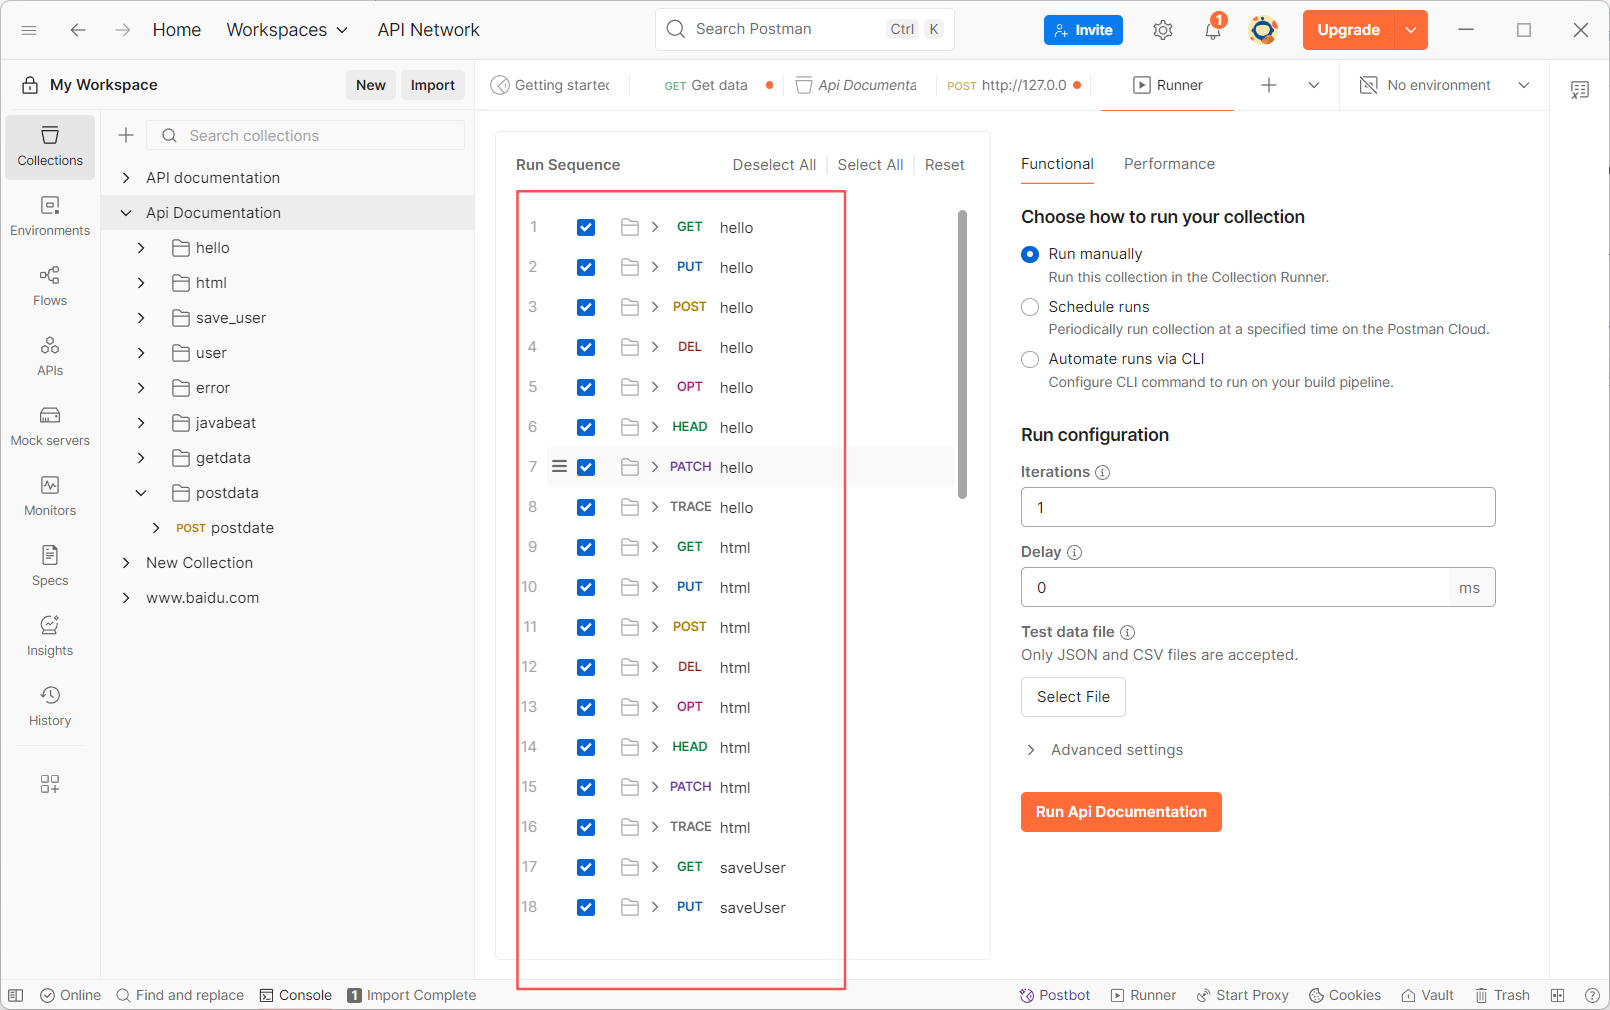 Home Workspaces API Network
Search Postman Ctrl K
Invite
1
Upgrade
My Workspace New Import
Getting started
GET Get data
Api Documenta
POST http://127.0.0
Runner
No environment
Collections
Environments
Flows
APIs
Mock servers
Monitors
Specs
Insights
History
Search collections
API documentation
Api Documentation
hello
html
save_user
user
error
javabeat
getdata
postdata
POST postdate
New Collection
www.baidu.com
Run Sequence Deselect All Select All Reset
1 GET hello
2 PUT hello
3 POST hello
4 DEL hello
5 OPT hello
6 HEAD hello
7 PATCH hello
8 TRACE hello
9 GET html
10 PUT html
11 POST html
12 DEL html
13 OPT html
14 HEAD html
15 PATCH html
16 TRACE html
17 GET saveUser
18 PUT saveUser
Functional Performance
Choose how to run your collection
Run manually
Run this collection in the Collection Runner.
Schedule runs
Periodically run collection at a specified time on the Postman Cloud.
Automate runs via CLI
Configure CLI command to run on your build pipeline.
Run configuration
Iterations
1
Delay
0 ms
Test data file
Only JSON and CSV files are accepted.
Select File
Advanced settings
Run Api Documentation
Online Find and replace Console 1 Import Complete
Postbot Runner Start Proxy Cookies Vault Trash